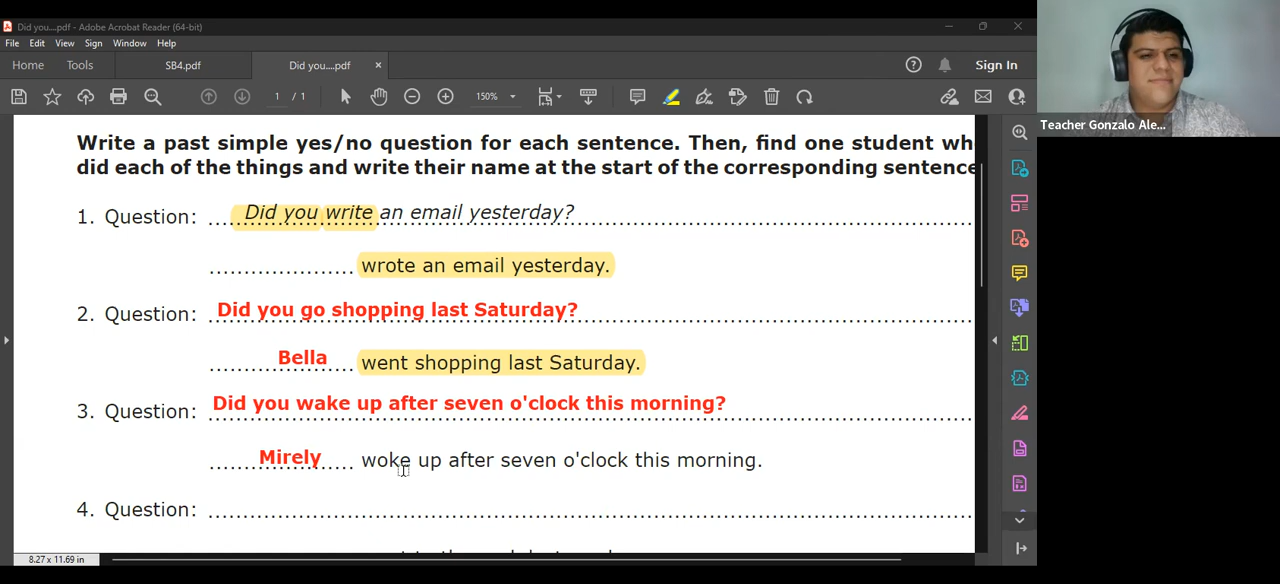 Did you....pdf - Adobe Acrobat Reader (64-bit)
File Edit View Sign Window Help
Home Tools SB4.pdf Did you....pdf × Sign In
1 / 1 150%
Teacher Gonzalo Ale...
Write a past simple yes/no question for each sentence. Then, find one student wh
did each of the things and write their name at the start of the corresponding sentence
1. Question: Did you write an email yesterday?
.................... wrote an email yesterday.
2. Question: Did you go shopping last Saturday?
Bella went shopping last Saturday.
3. Question: Did you wake up after seven o'clock this morning?
Mirely woke up after seven o'clock this morning.
4. Question:
8.27 x 11.69 in